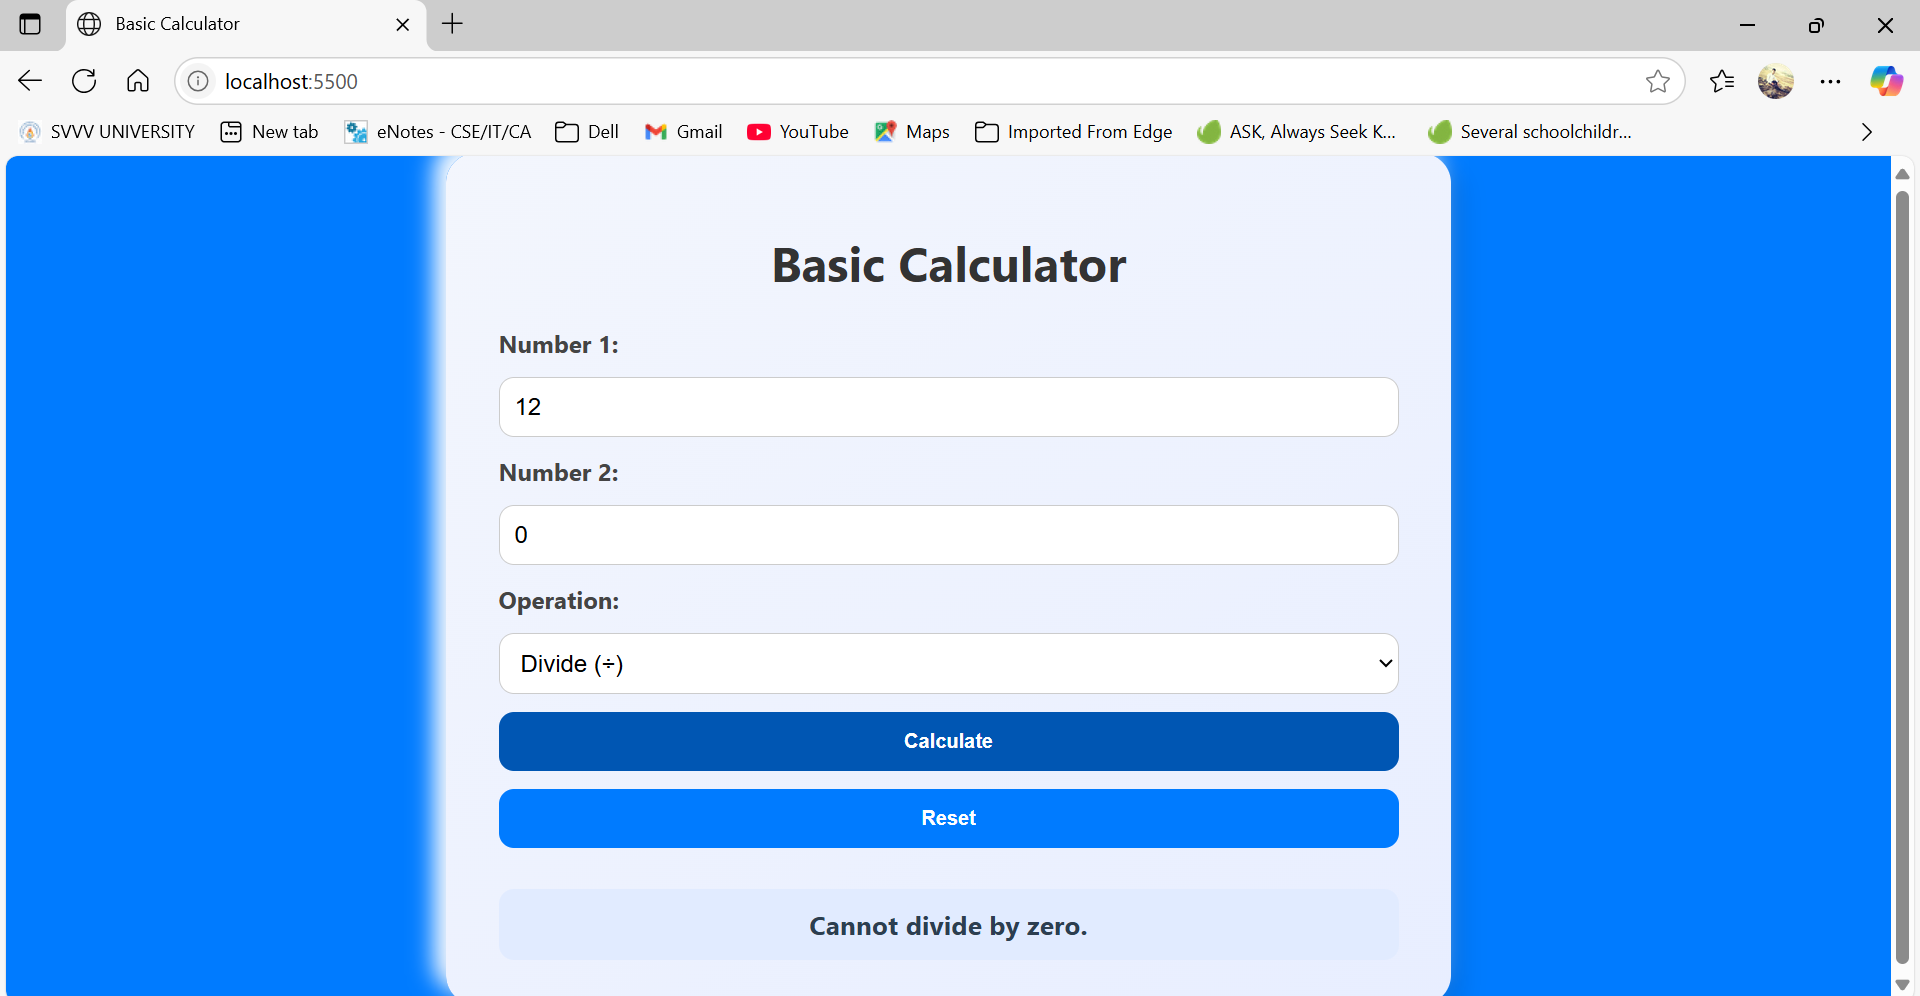 Basic Calculator
localhost:5500
SVVV UNIVERSITY New tab eNotes - CSE/IT/CA Dell Gmail YouTube Maps Imported From Edge ASK, Always Seek K... Several schoolchildr...
Basic Calculator
Number 1:
12
Number 2:
0
Operation:
Divide (÷)
Calculate
Reset
Cannot divide by zero.